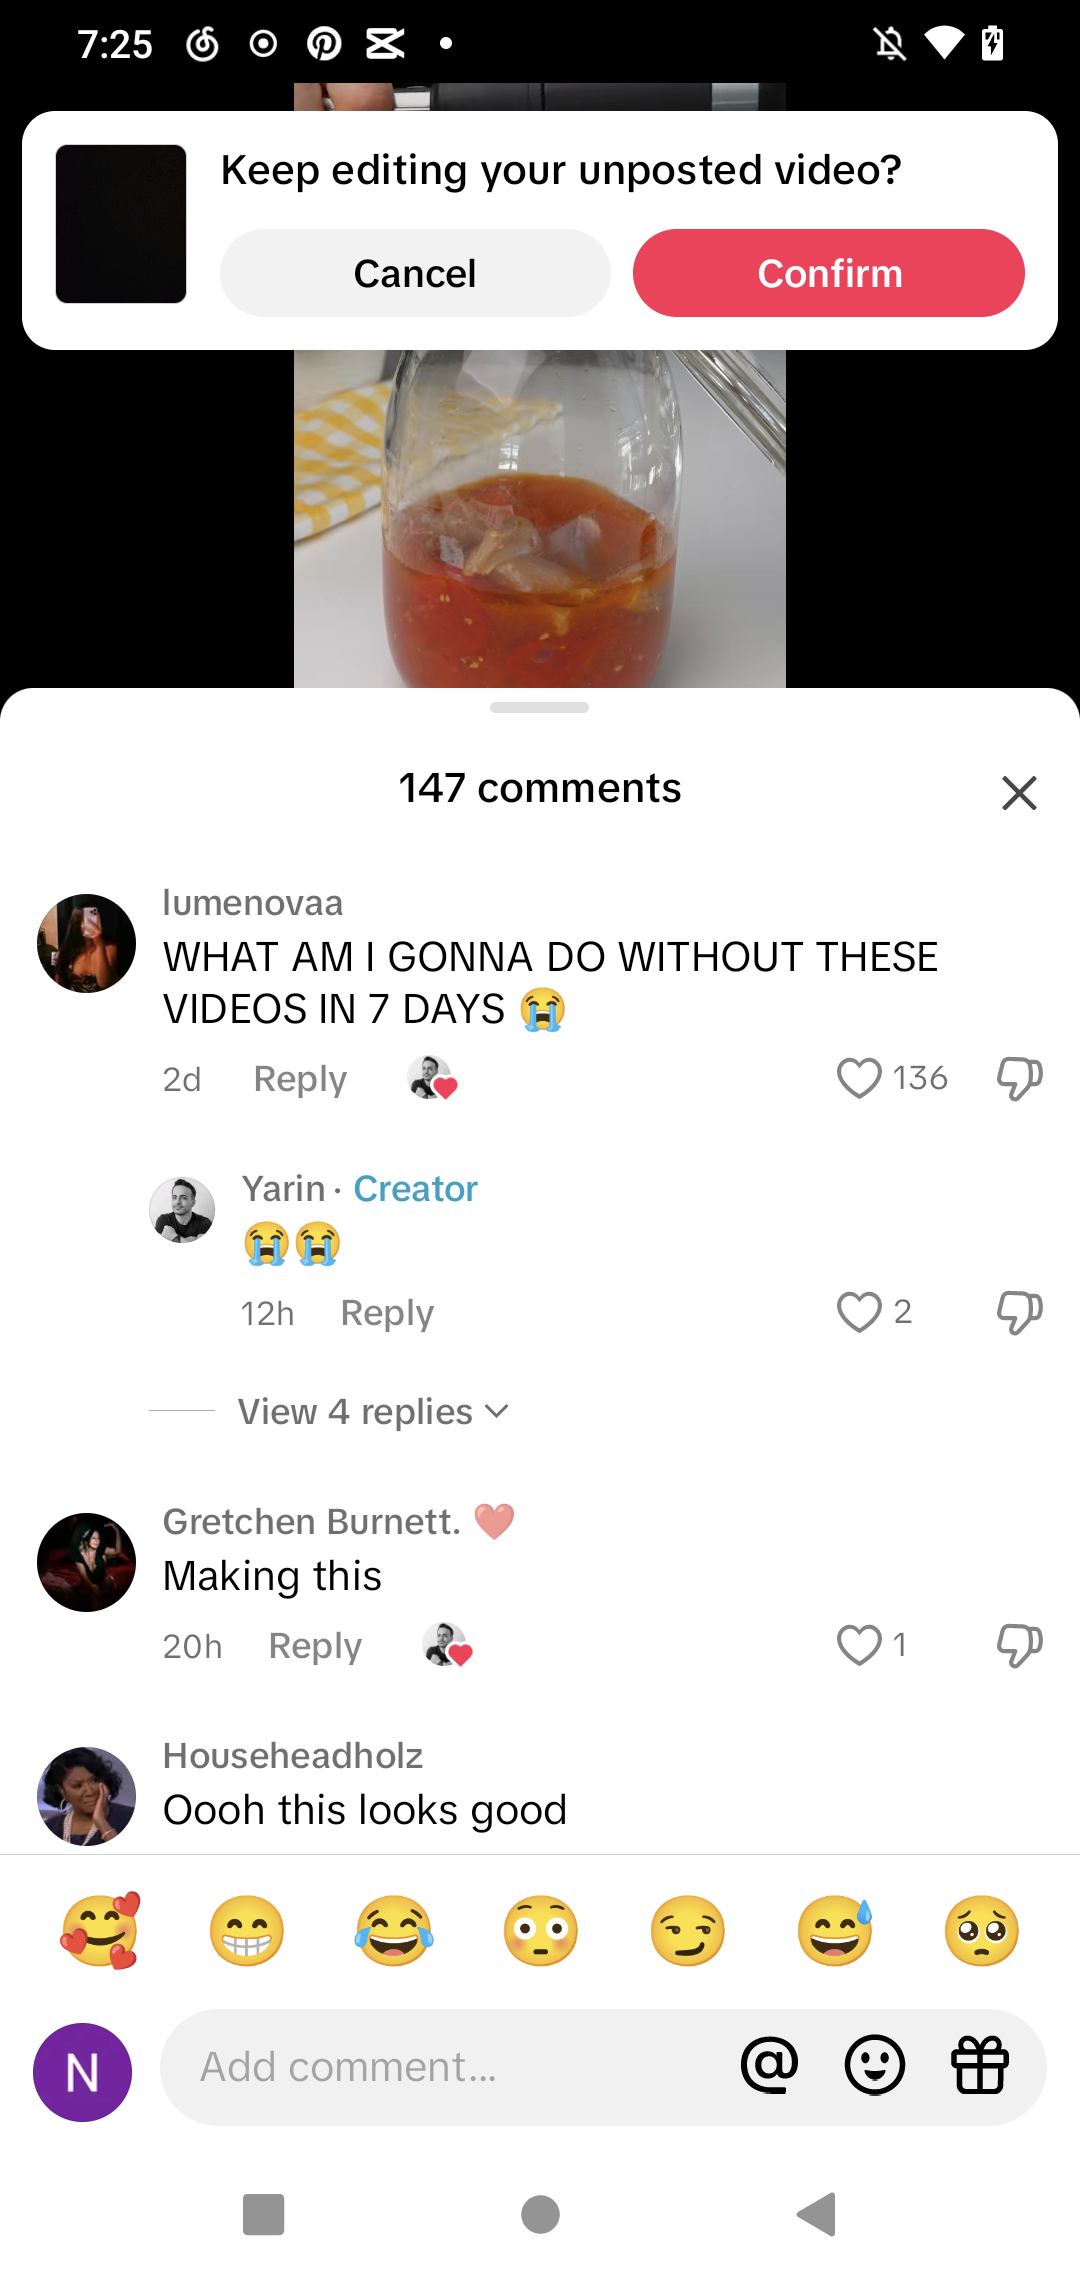 7:25
Keep editing your unposted video?
Cancel
Confirm
147 comments
lumenovaa
WHAT AM I GONNA DO WITHOUT THESE
VIDEOS IN 7 DAYS 😭
2d Reply 136
Yarin · Creator
😭😭
12h Reply 2
View 4 replies
Gretchen Burnett. ❤️
Making this
20h Reply 1
Househeadholz
Oooh this looks good
🥰 😁 😂 😳 😏 😅 🥺
N
Add comment...